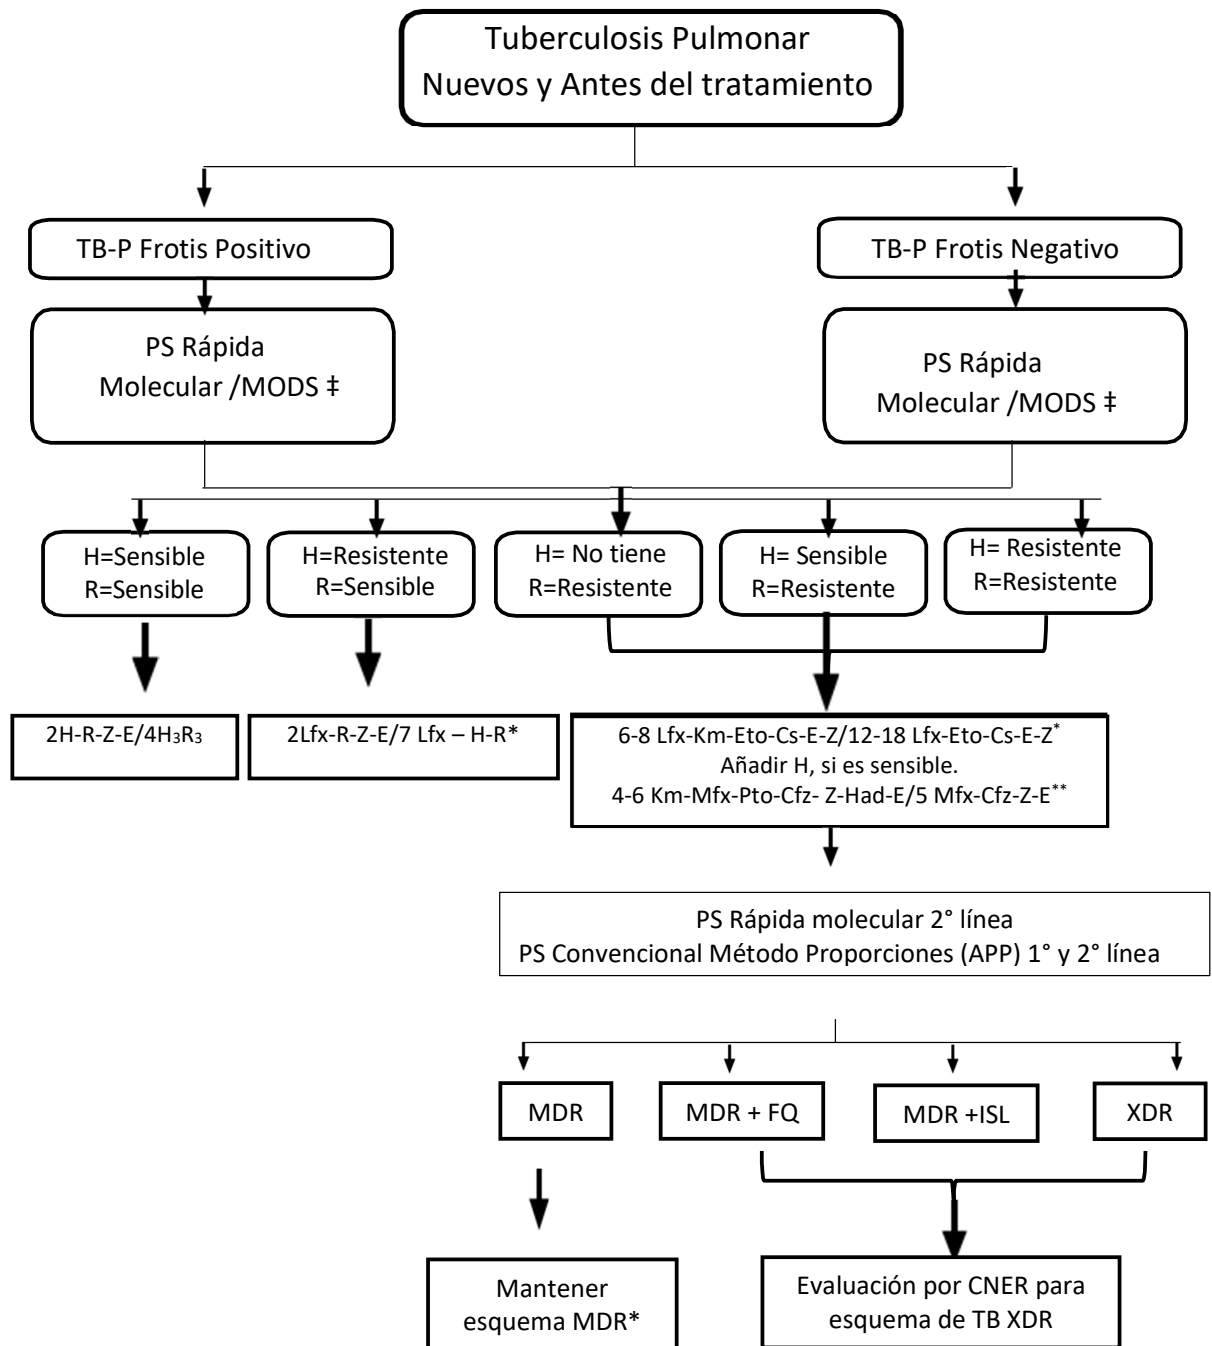 Tuberculosis Pulmonar
Nuevos y Antes del tratamiento
TB-P Frotis Positivo
TB-P Frotis Negativo
PS Rápida
Molecular /MODS ‡
PS Rápida
Molecular /MODS ‡
H=Sensible
R=Sensible
H=Resistente
R=Sensible
H= No tiene
R=Resistente
H= Sensible
R=Resistente
H= Resistente
R=Resistente
2H-R-Z-E/4H₃R₃
2Lfx-R-Z-E/7 Lfx – H-R*
6-8 Lfx-Km-Eto-Cs-E-Z/12-18 Lfx-Eto-Cs-E-Z*
Añadir H, si es sensible.
4-6 Km-Mfx-Pto-Cfz- Z-Had-E/5 Mfx-Cfz-Z-E**
PS Rápida molecular 2° línea
PS Convencional Método Proporciones (APP) 1° y 2° línea
MDR
MDR + FQ
MDR +ISL
XDR
Mantener
esquema MDR*
Evaluación por CNER para
esquema de TB XDR